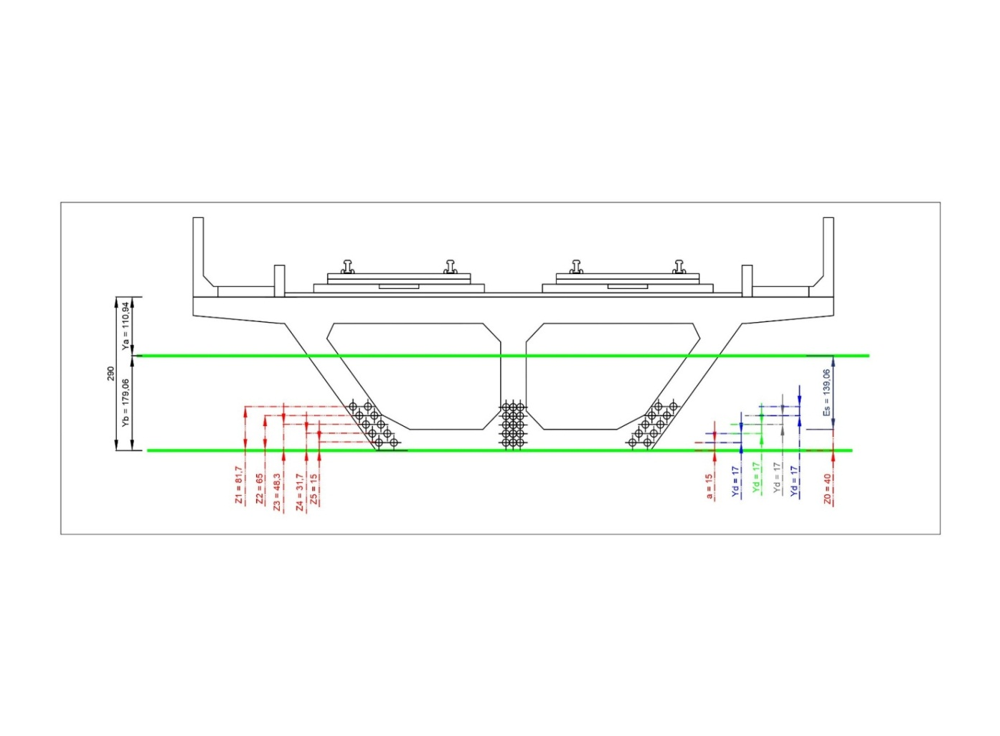 Ya = 110,94
290
Yb = 179,06
Es = 139,06
Z1 = 81,7
Z2 = 65
Z3 = 48,3
Z4 = 31,7
Z5 = 15
a = 15
Yd = 17
Yd = 17
Yd = 17
Yd = 17
Z0 = 40